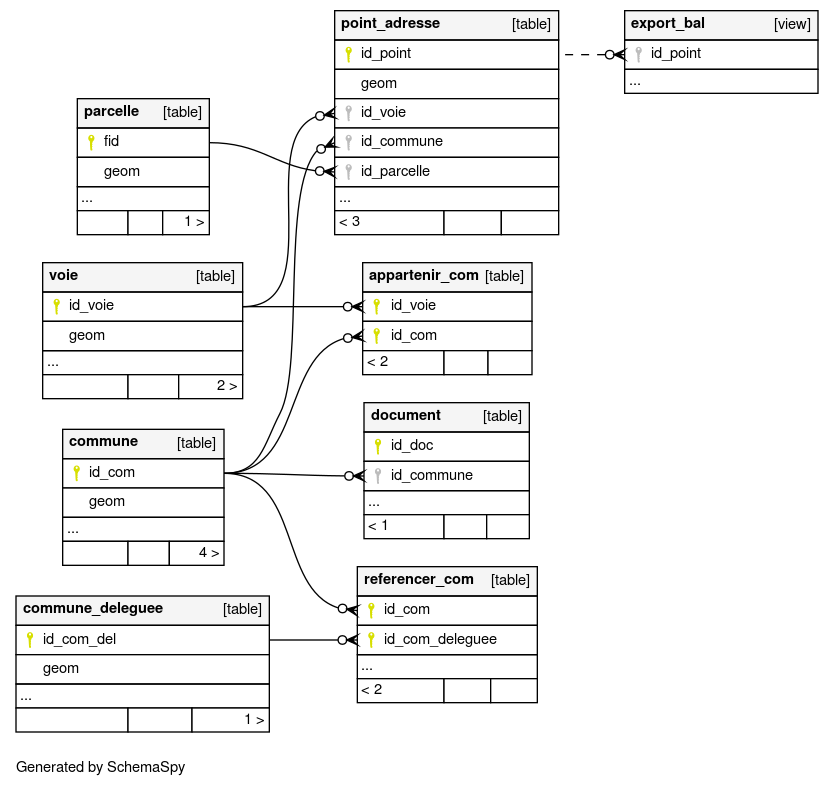 point_adresse [table]
id_point
geom
id_voie
id_commune
id_parcelle
...
< 3
export_bal [view]
id_point
...
parcelle [table]
fid
geom
...
1 >
voie [table]
id_voie
geom
...
2 >
appartenir_com [table]
id_voie
id_com
< 2
commune [table]
id_com
geom
...
4 >
document [table]
id_doc
id_commune
...
< 1
commune_deleguee [table]
id_com_del
geom
...
1 >
referencer_com [table]
id_com
id_com_deleguee
...
< 2
Generated by SchemaSpy